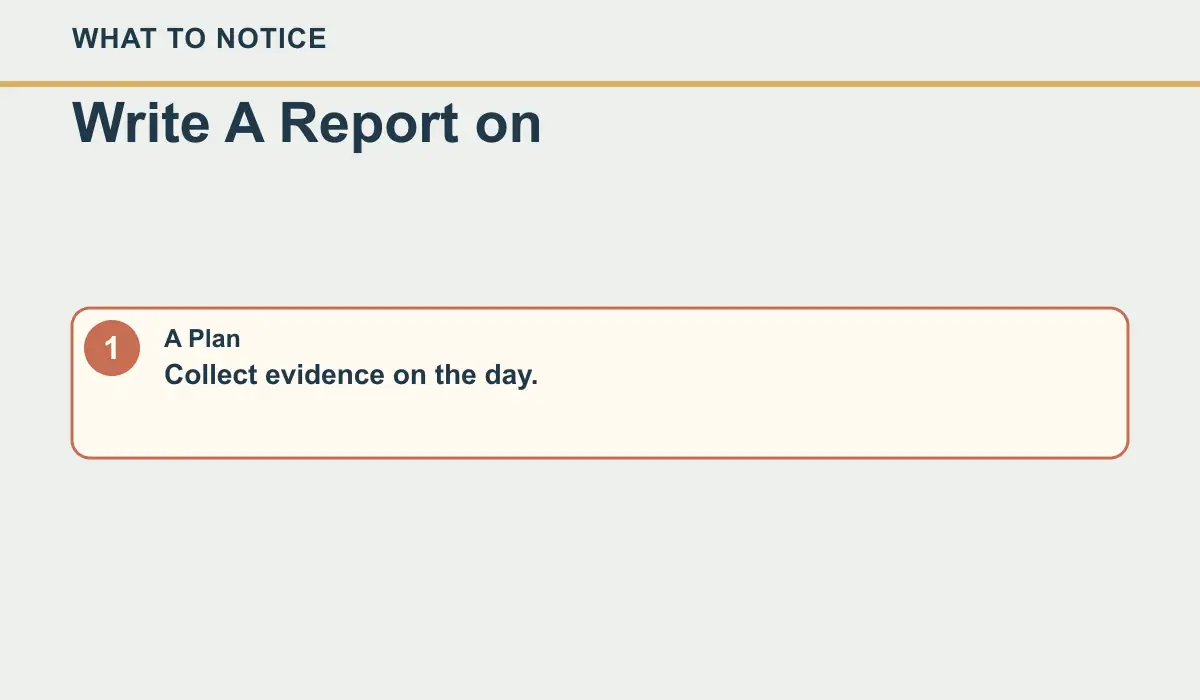 WHAT TO NOTICE
Write A Report on
1
A Plan
Collect evidence on the day.